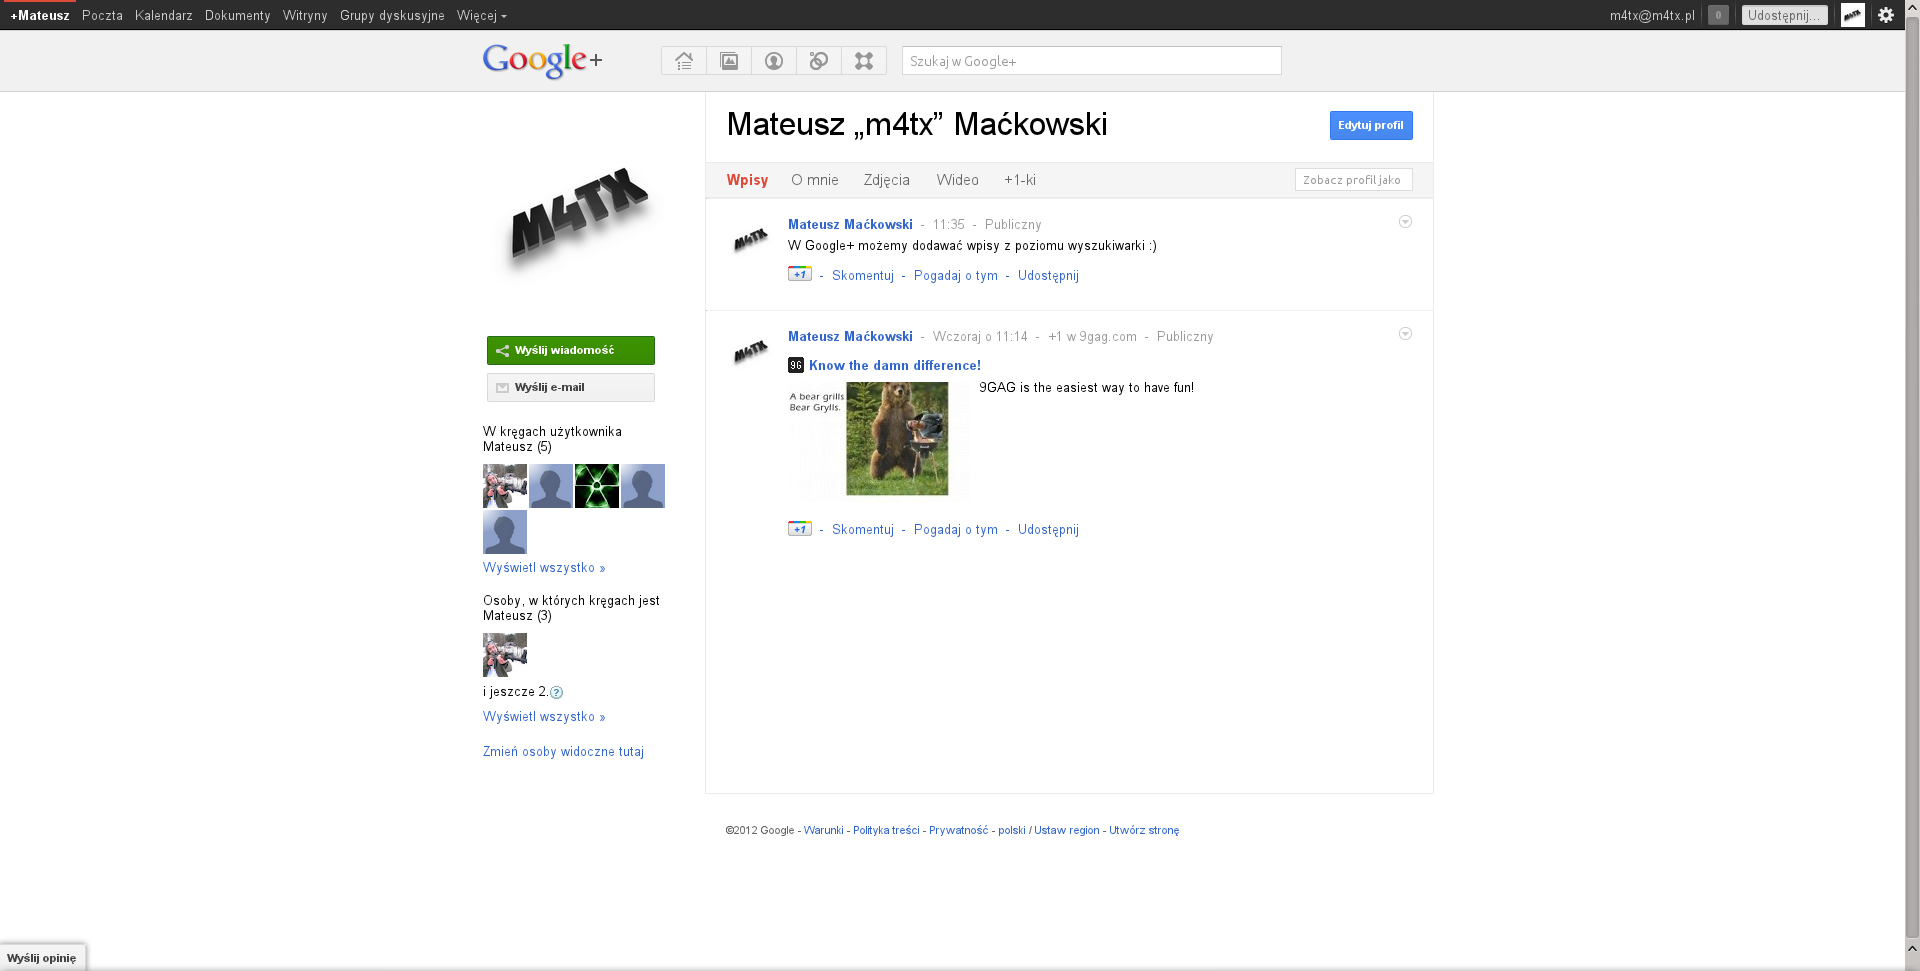 +Mateusz Poczta Kalendarz Dokumenty Witryny Grupy dyskusyjne Więcej m4tx@m4tx.pl 0 Udostępnij... M4TX
Google+ Szukaj w Google+
Mateusz „m4tx” Maćkowski Edytuj profil
M4TX
Wpisy O mnie Zdjęcia Wideo +1-ki Zobacz profil jako
M4TX
Mateusz Maćkowski - 11:35 - Publiczny
W Google+ możemy dodawać wpisy z poziomu wyszukiwarki :)
+1 - Skomentuj - Pogadaj o tym - Udostępnij
M4TX
Mateusz Maćkowski - Wczoraj o 11:14 - +1 w 9gag.com - Publiczny
9G Know the damn difference!
A bear grills
Bear Grylls.
9GAG is the easiest way to have fun!
+1 - Skomentuj - Pogadaj o tym - Udostępnij
Wyślij wiadomość
Wyślij e-mail
W kręgach użytkownika
Mateusz (5)
Wyświetl wszystko »
Osoby, w których kręgach jest
Mateusz (3)
i jeszcze 2. ?
Wyświetl wszystko »
Zmień osoby widoczne tutaj
©2012 Google - Warunki - Polityka treści - Prywatność - polski / Ustaw region - Utwórz stronę
Wyślij opinię